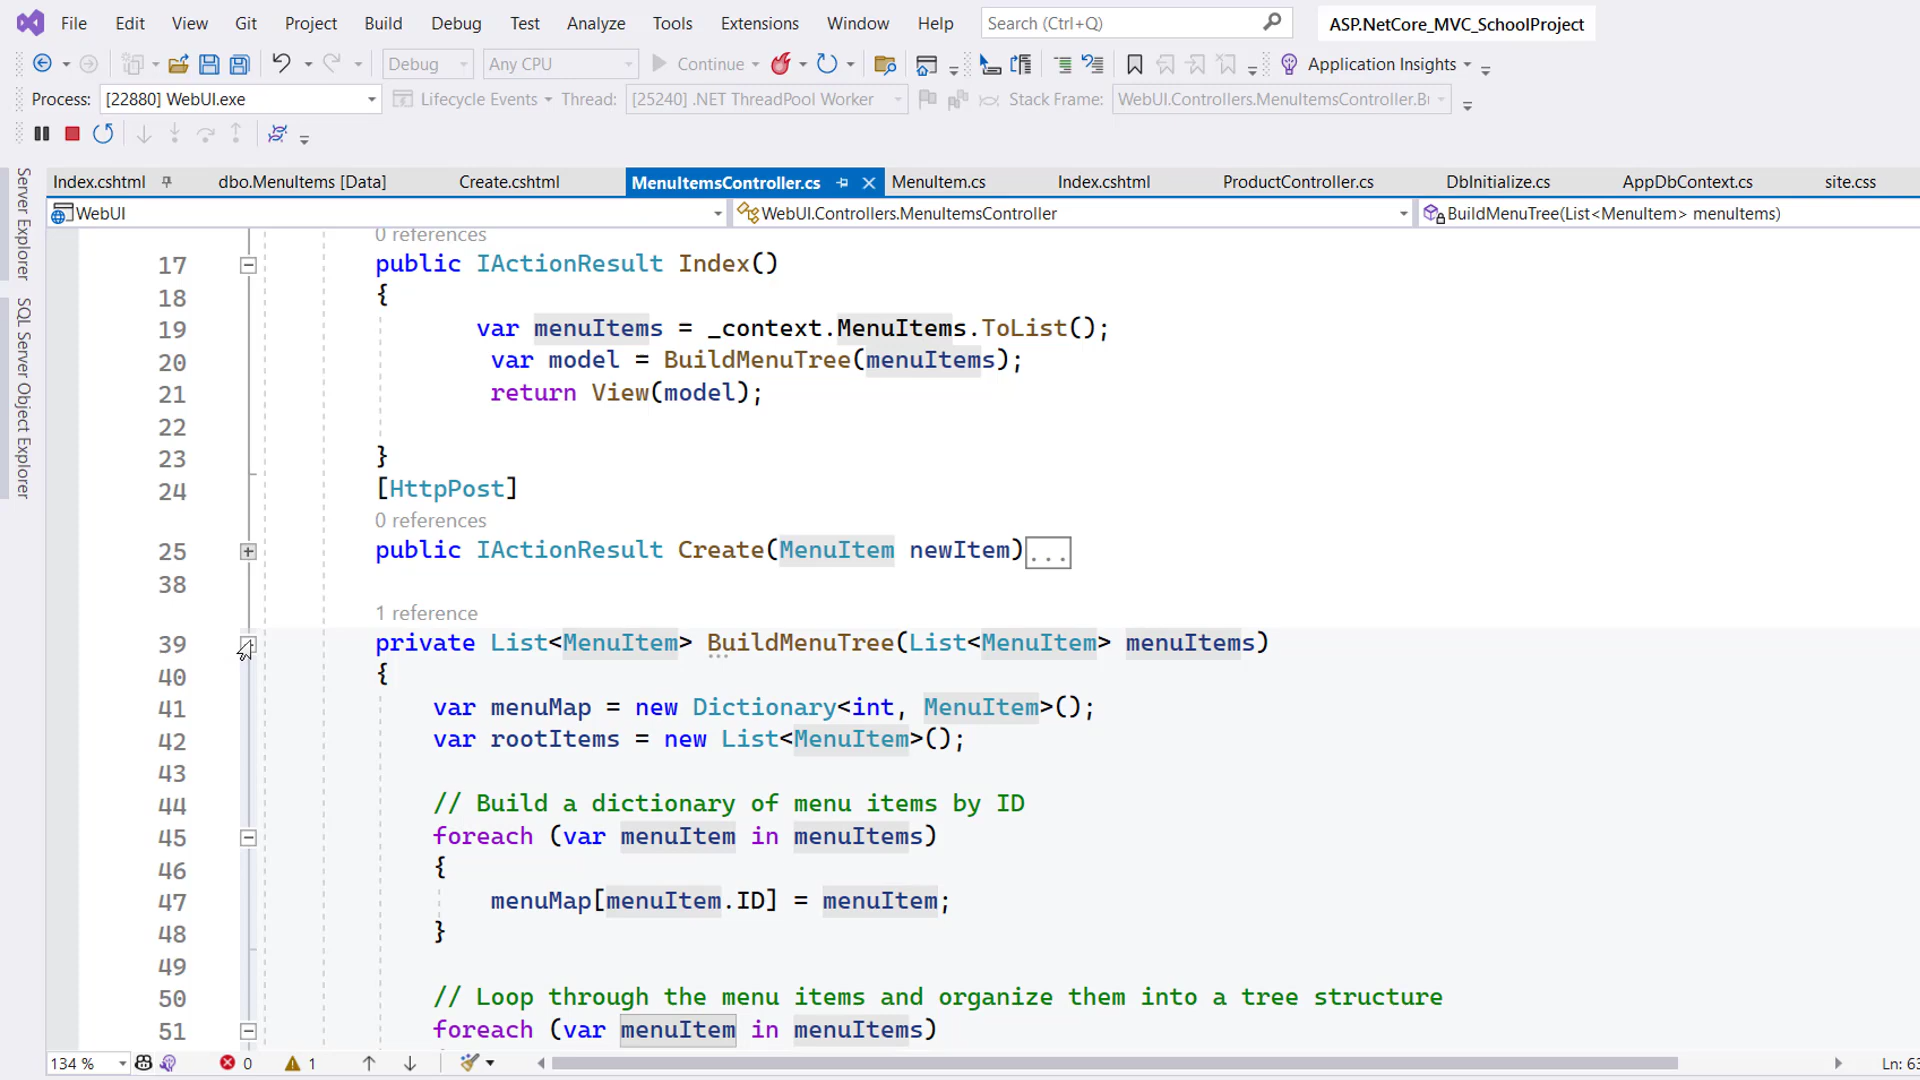 File Edit View Git Project Build Debug Test Analyze Tools Extensions Window Help Search (Ctrl+Q) ASP.NetCore_MVC_SchoolProject
Debug Any CPU Continue Application Insights
Process: [22880] WebUI.exe Lifecycle Events Thread: [25240] .NET ThreadPool Worker Stack Frame: WebUI.Controllers.MenuItemsController.B
Server Explorer
SQL Server Object Explorer
Index.cshtml dbo.MenuItems [Data] Create.cshtml MenuItemsController.cs MenuItem.cs Index.cshtml ProductController.cs DbInitialize.cs AppDbContext.cs site.css
WebUI WebUI.Controllers.MenuItemsController BuildMenuTree(List<MenuItem> menuItems)
0 references
17 public IActionResult Index()
18 {
19 var menuItems = _context.MenuItems.ToList();
20 var model = BuildMenuTree(menuItems);
21 return View(model);
22
23 }
24 [HttpPost]
0 references
25 public IActionResult Create(MenuItem newItem)...
38
1 reference
39 private List<MenuItem> BuildMenuTree(List<MenuItem> menuItems)
40 {
41 var menuMap = new Dictionary<int, MenuItem>();
42 var rootItems = new List<MenuItem>();
43
44 // Build a dictionary of menu items by ID
45 foreach (var menuItem in menuItems)
46 {
47 menuMap[menuItem.ID] = menuItem;
48 }
49
50 // Loop through the menu items and organize them into a tree structure
51 foreach (var menuItem in menuItems)
134 % 0 1 Ln: 63